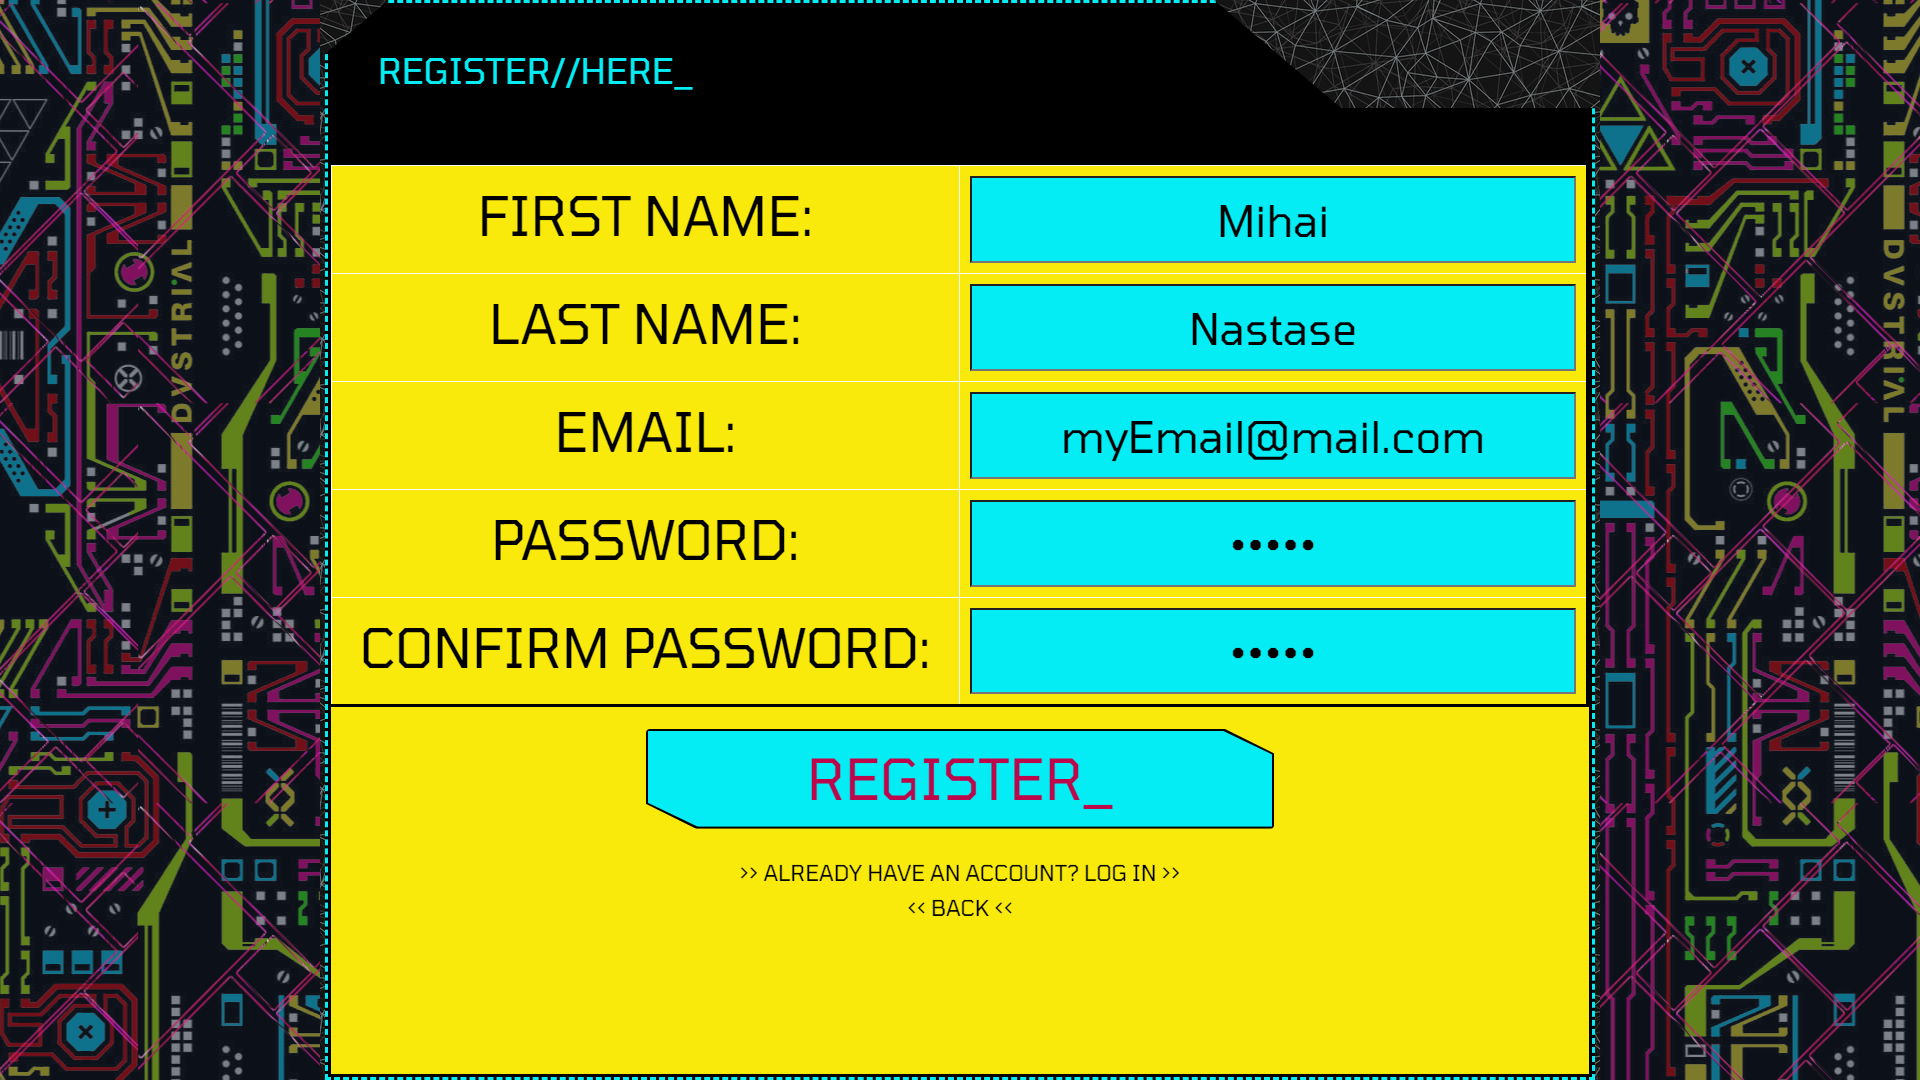 REGISTER//HERE_
FIRST NAME:
Mihai
LAST NAME:
Nastase
EMAIL:
myEmail@mail.com
PASSWORD:
•••••
CONFIRM PASSWORD:
•••••
REGISTER_
>> ALREADY HAVE AN ACCOUNT? LOG IN >>
<< BACK <<
DVSTRIAL
DVSTRIAL